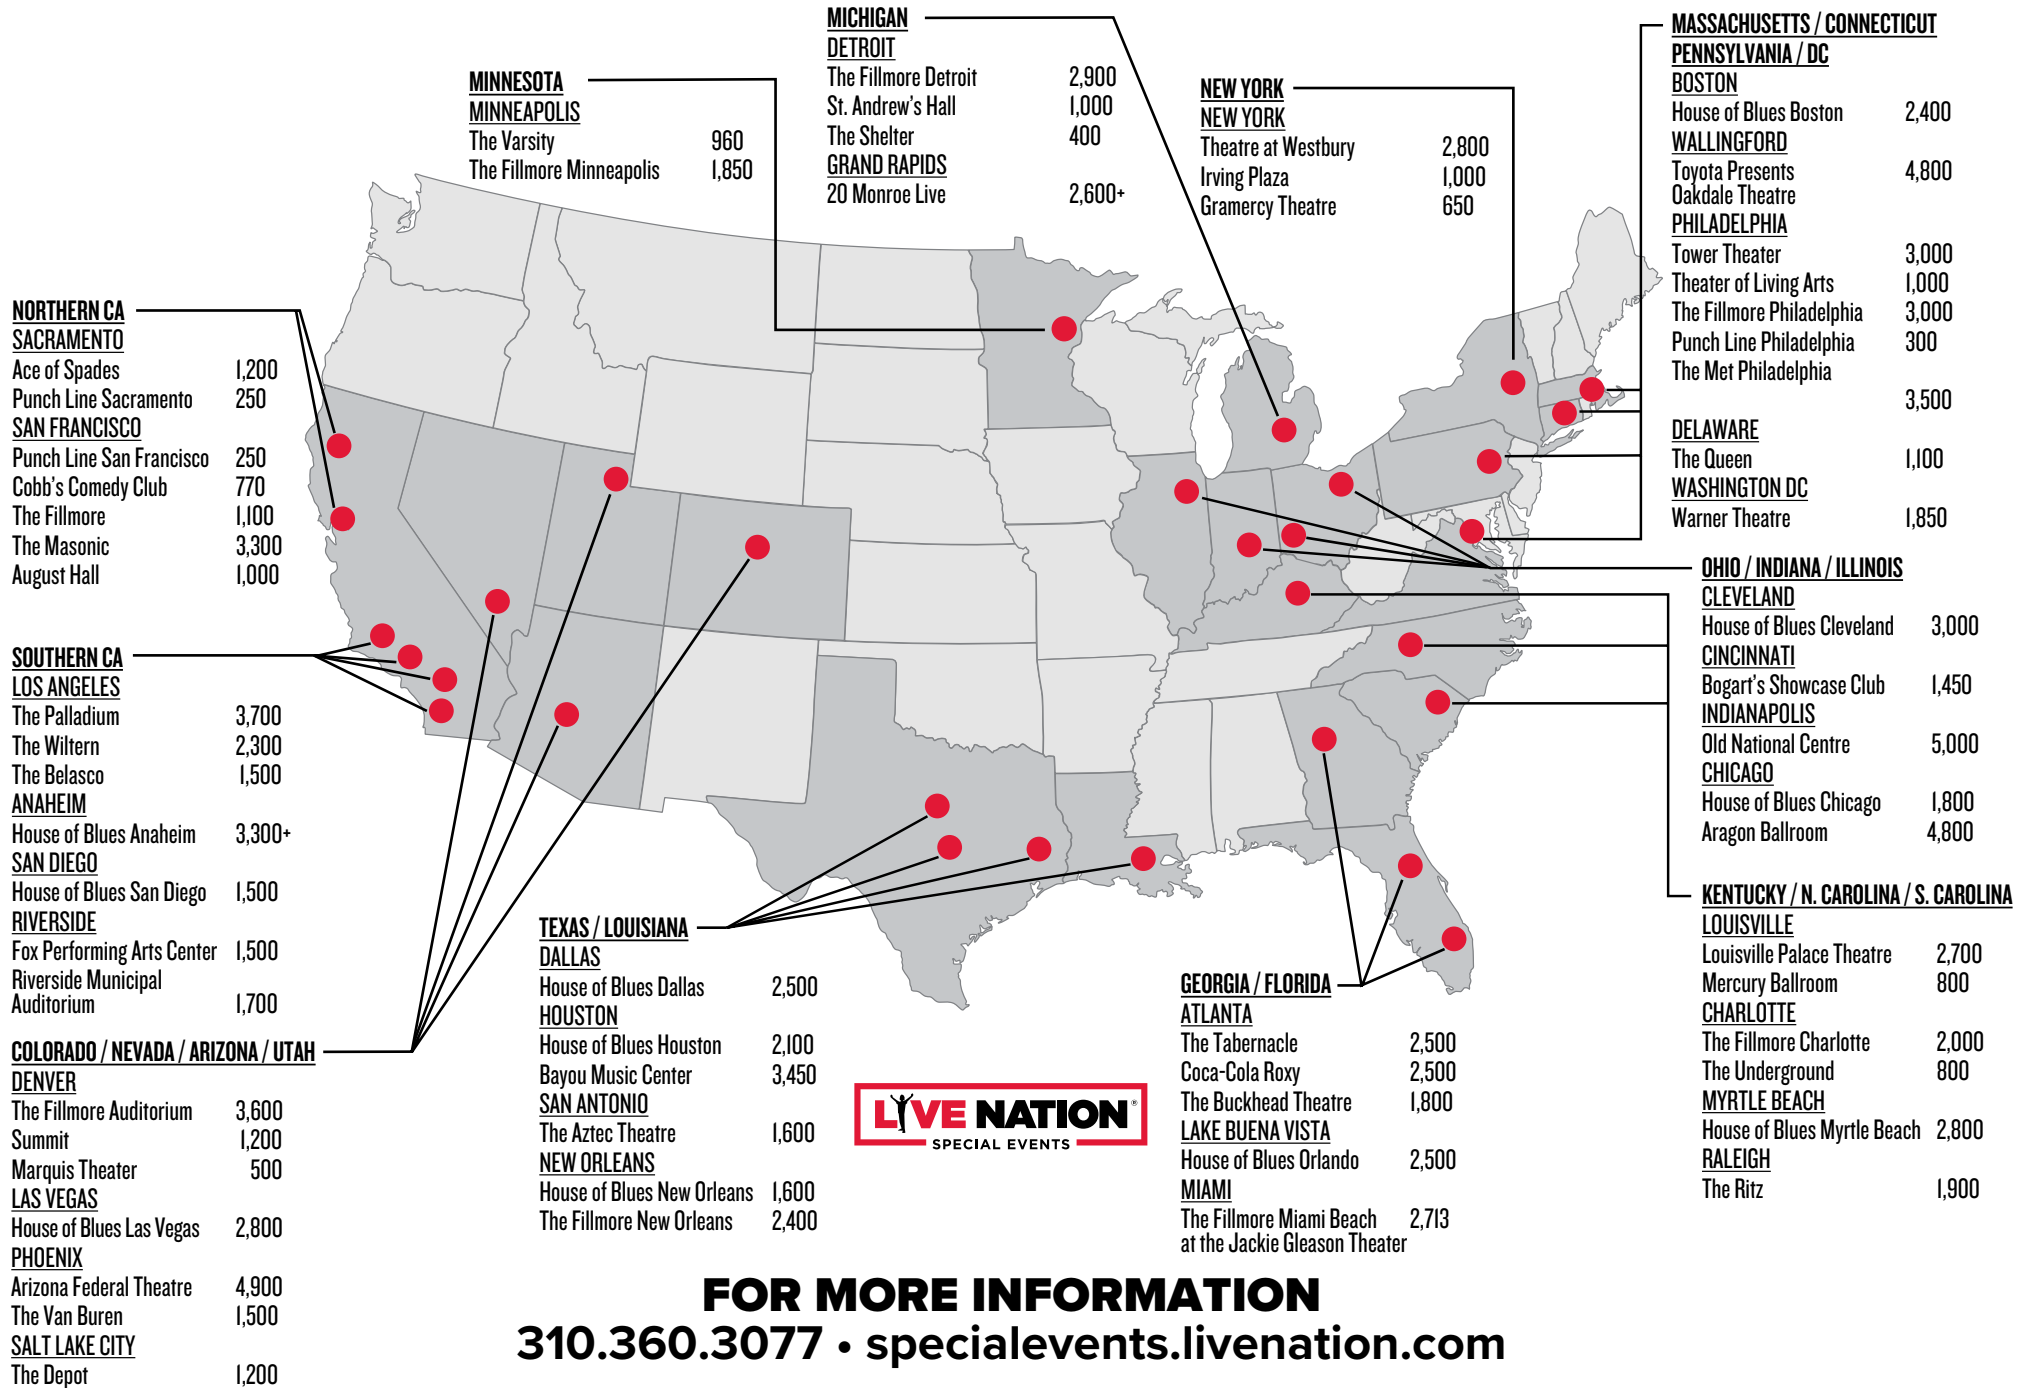 MICHIGAN
DETROIT
The Fillmore Detroit 2,900
St. Andrew's Hall 1,000
The Shelter 400
GRAND RAPIDS
20 Monroe Live 2,600+
MINNESOTA
MINNEAPOLIS
The Varsity 960
The Fillmore Minneapolis 1,850
NEW YORK
NEW YORK
Theatre at Westbury 2,800
Irving Plaza 1,000
Gramercy Theatre 650
MASSACHUSETTS / CONNECTICUT
PENNSYLVANIA / DC
BOSTON
House of Blues Boston 2,400
WALLINGFORD
Toyota Presents 4,800
Oakdale Theatre
PHILADELPHIA
Tower Theater 3,000
Theater of Living Arts 1,000
The Fillmore Philadelphia 3,000
Punch Line Philadelphia 300
The Met Philadelphia
3,500
DELAWARE
The Queen 1,100
WASHINGTON DC
Warner Theatre 1,850
NORTHERN CA
SACRAMENTO
Ace of Spades 1,200
Punch Line Sacramento 250
SAN FRANCISCO
Punch Line San Francisco 250
Cobb's Comedy Club 770
The Fillmore 1,100
The Masonic 3,300
August Hall 1,000
SOUTHERN CA
LOS ANGELES
The Palladium 3,700
The Wiltern 2,300
The Belasco 1,500
ANAHEIM
House of Blues Anaheim 3,300+
SAN DIEGO
House of Blues San Diego 1,500
RIVERSIDE
Fox Performing Arts Center 1,500
Riverside Municipal
Auditorium 1,700
COLORADO / NEVADA / ARIZONA / UTAH
DENVER
The Fillmore Auditorium 3,600
Summit 1,200
Marquis Theater 500
LAS VEGAS
House of Blues Las Vegas 2,800
PHOENIX
Arizona Federal Theatre 4,900
The Van Buren 1,500
SALT LAKE CITY
The Depot 1,200
TEXAS / LOUISIANA
DALLAS
House of Blues Dallas 2,500
HOUSTON
House of Blues Houston 2,100
Bayou Music Center 3,450
SAN ANTONIO
The Aztec Theatre 1,600
NEW ORLEANS
House of Blues New Orleans 1,600
The Fillmore New Orleans 2,400
LIVE NATION®
SPECIAL EVENTS
GEORGIA / FLORIDA
ATLANTA
The Tabernacle 2,500
Coca-Cola Roxy 2,500
The Buckhead Theatre 1,800
LAKE BUENA VISTA
House of Blues Orlando 2,500
MIAMI
The Fillmore Miami Beach 2,713
at the Jackie Gleason Theater
OHIO / INDIANA / ILLINOIS
CLEVELAND
House of Blues Cleveland 3,000
CINCINNATI
Bogart's Showcase Club 1,450
INDIANAPOLIS
Old National Centre 5,000
CHICAGO
House of Blues Chicago 1,800
Aragon Ballroom 4,800
KENTUCKY / N. CAROLINA / S. CAROLINA
LOUISVILLE
Louisville Palace Theatre 2,700
Mercury Ballroom 800
CHARLOTTE
The Fillmore Charlotte 2,000
The Underground 800
MYRTLE BEACH
House of Blues Myrtle Beach 2,800
RALEIGH
The Ritz 1,900
FOR MORE INFORMATION
310.360.3077 • specialevents.livenation.com